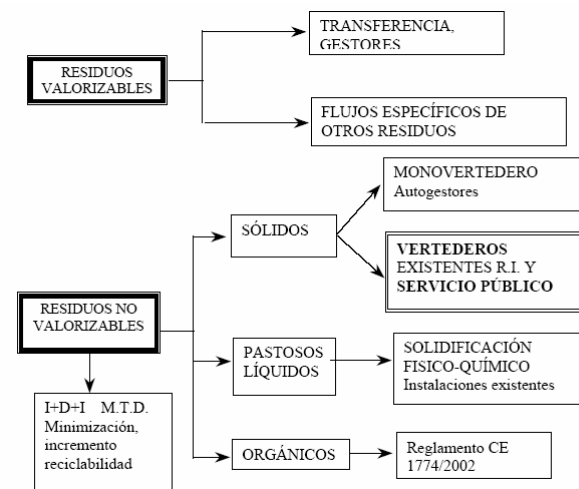 TRANSFERENCIA,
GESTORES
RESIDUOS
VALORIZABLES
FLUJOS ESPECÍFICOS DE
OTROS RESIDUOS
MONOVERTEDERO
Autogestores
SÓLIDOS
VERTEDEROS
EXISTENTES R.I. Y
SERVICIO PÚBLICO
RESIDUOS NO
VALORIZABLES
PASTOSOS
LÍQUIDOS
SOLIDIFICACIÓN
FISICO-QUÍMICO
Instalaciones existentes
I+D+I M.T.D.
Minimización,
incremento
reciclabilidad
ORGÁNICOS
Reglamento CE
1774/2002